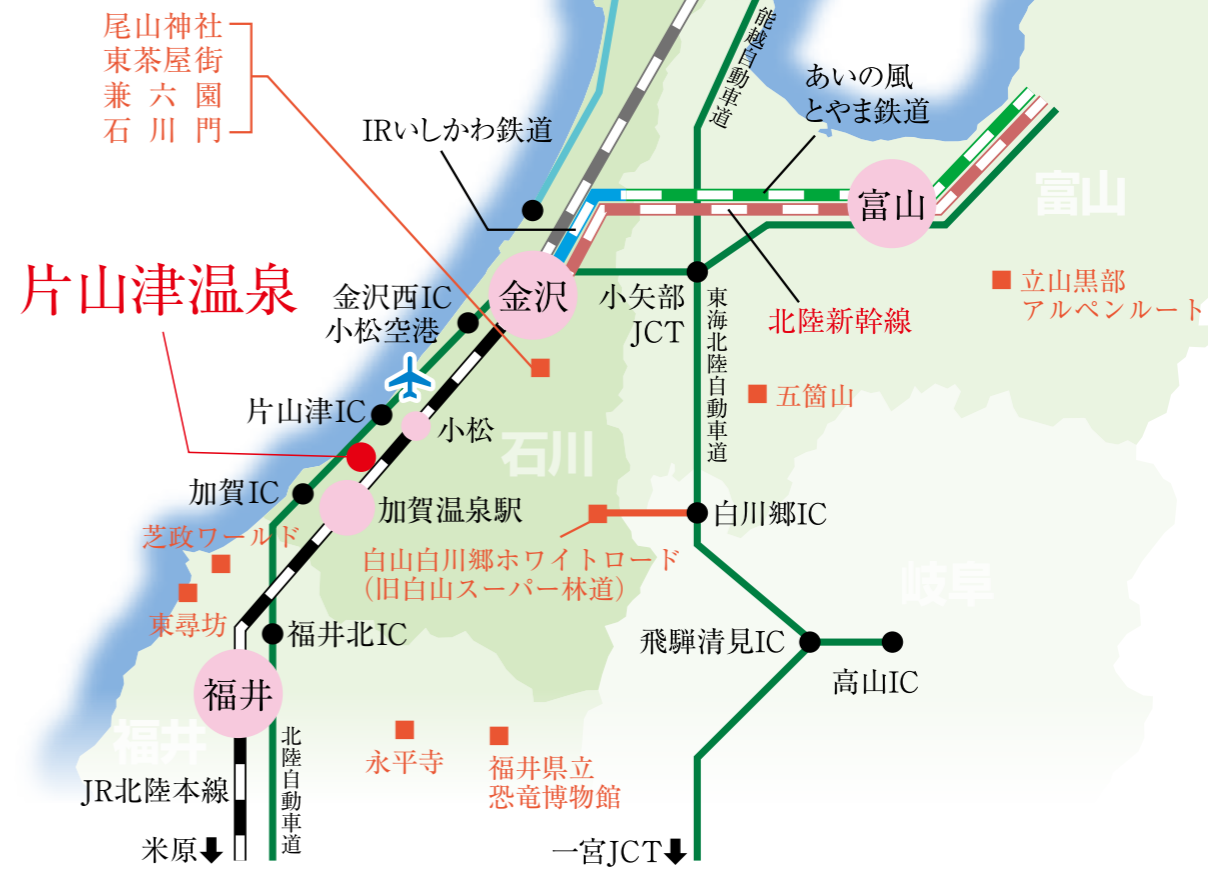 尾山神社
東茶屋街
兼六園
石川門
能越自動車道
あいの風
とやま鉄道
IRいしかわ鉄道
富山
富山
片山津温泉
金沢西IC
小松空港
金沢
小矢部
JCT
東海北陸自動車道
北陸新幹線
立山黒部
アルペンルート
五箇山
片山津IC
小松
石川
加賀IC
加賀温泉駅
白川郷IC
芝政ワールド
白山白川郷ホワイトロード
（旧白山スーパー林道）
岐阜
東尋坊
福井北IC
飛騨清見IC
高山IC
福井
福井
永平寺
福井県立
恐竜博物館
北陸自動車道
JR北陸本線
米原
一宮JCT